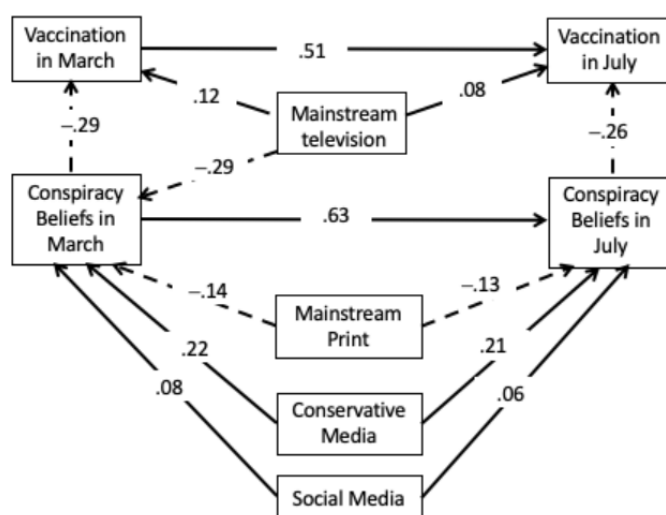 Vaccination
in March
Vaccination
in July
.51
.12
.08
Mainstream
television
–.29
–.29
–.26
Conspiracy
Beliefs in
March
Conspiracy
Beliefs in
July
.63
–.14
–.13
Mainstream
Print
.22
.21
.08
.06
Conservative
Media
Social Media